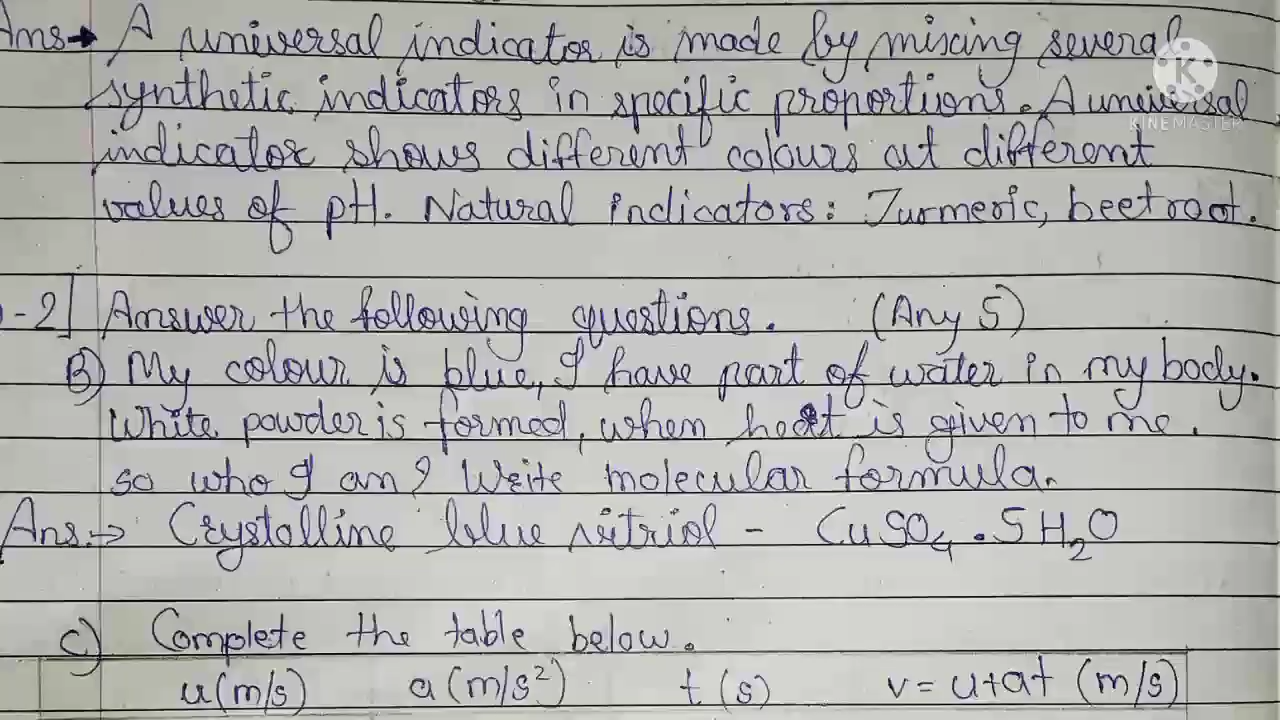 Ans→ A universal indicator is made by mixing several
synthetic indicators in specific proportions. A universal
indicator shows different colours at different
values of pH. Natural indicators: Turmeric, beetroot.
-2] Answer the following questions. (Any 5)
B) My colour is blue, I have part of water in my body.
White powder is formed, when heat is given to me.
so who I am? Write molecular formula.
Ans.→ Crystalline blue vitriol - CuSO₄.5H₂O
C) Complete the table below.
u(m/s) a(m/s²) t(s) v=u+at (m/s)
K
KINEMASTER